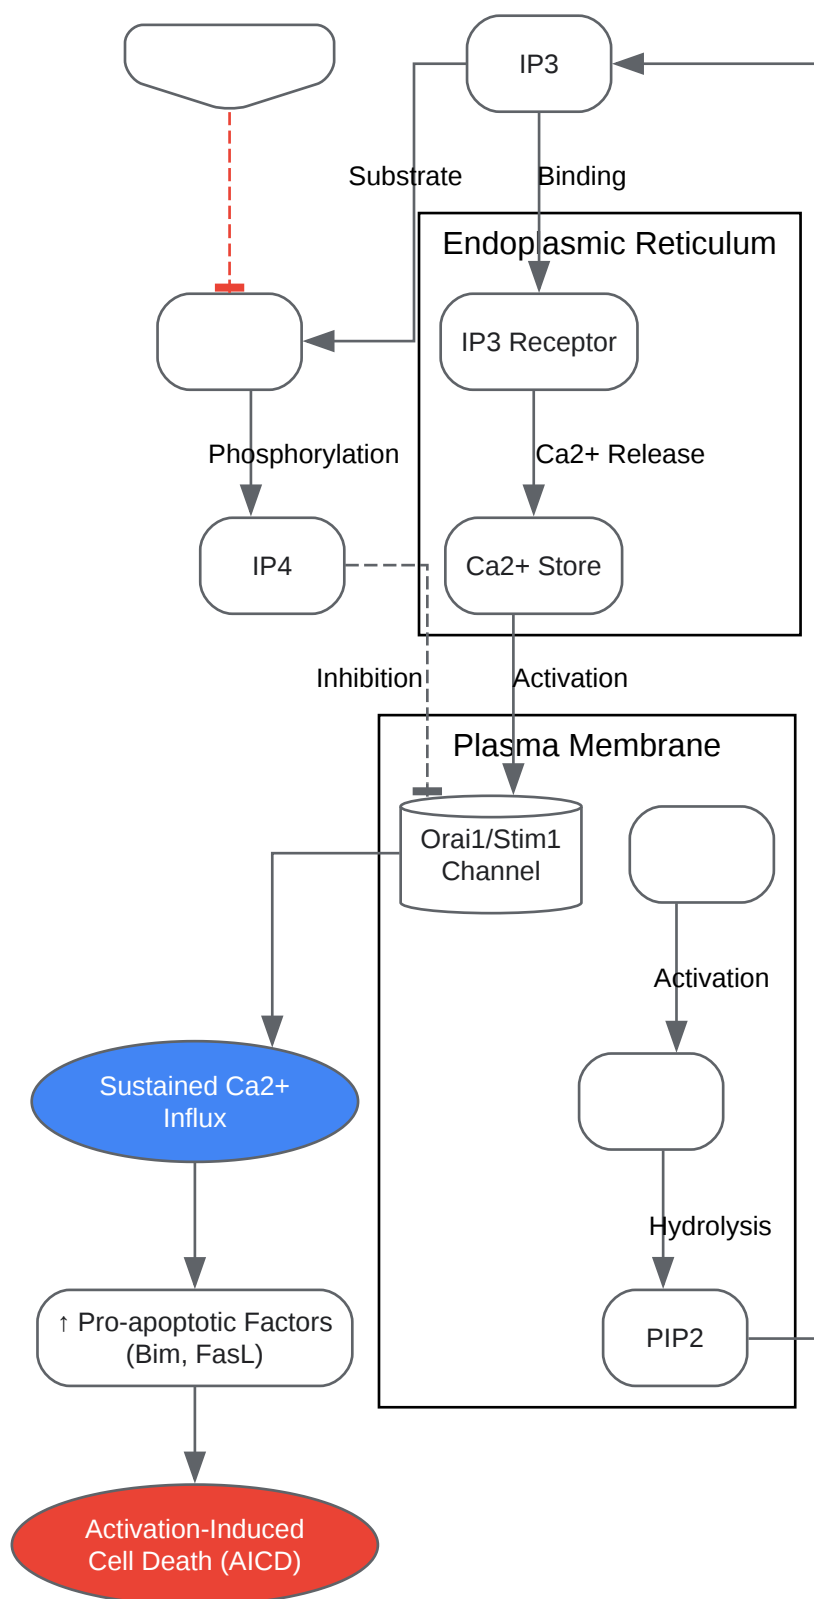 IP3
Substrate
Binding
Endoplasmic Reticulum
IP3 Receptor
Phosphorylation
Ca2+ Release
IP4
Ca2+ Store
Inhibition
Activation
Plasma Membrane
Orai1/Stim1
Channel
Activation
Sustained Ca2+
Influx
Hydrolysis
↑ Pro-apoptotic Factors
(Bim, FasL)
PIP2
Activation-Induced
Cell Death (AICD)